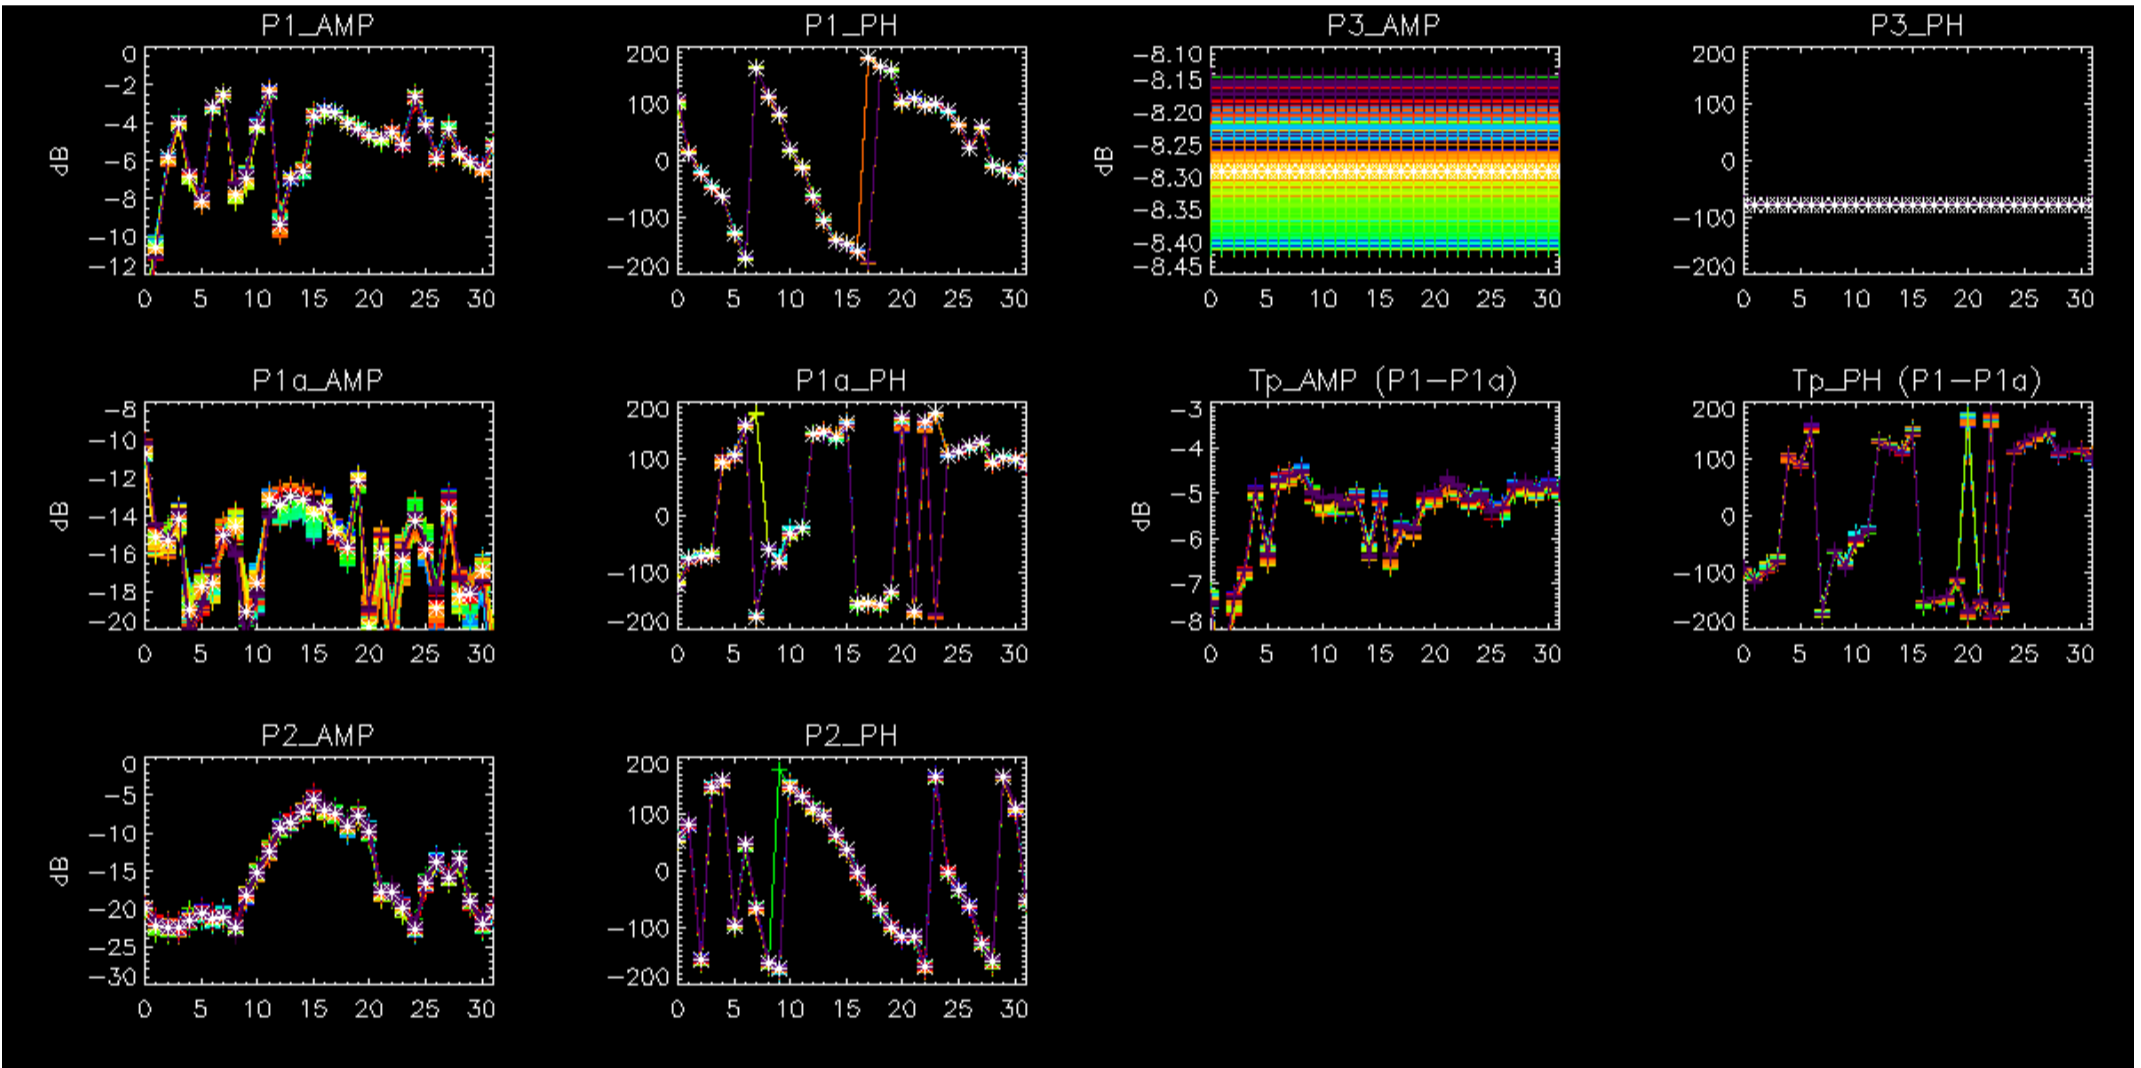 P1_AMP
0
−2
−4
−6
−8
−10
−12
dB
0 5 10 15 20 25 30
P1_PH
200
100
0
−100
−200
0 5 10 15 20 25 30
P3_AMP
−8.10
−8.15
−8.20
−8.25
−8.30
−8.35
−8.40
−8.45
dB
0 5 10 15 20 25 30
P3_PH
200
100
0
−100
−200
0 5 10 15 20 25 30
P1a_AMP
−8
−10
−12
−14
−16
−18
−20
dB
0 5 10 15 20 25 30
P1a_PH
200
100
0
−100
−200
0 5 10 15 20 25 30
Tp_AMP (P1−P1a)
−3
−4
−5
−6
−7
−8
dB
0 5 10 15 20 25 30
Tp_PH (P1−P1a)
200
100
0
−100
−200
0 5 10 15 20 25 30
P2_AMP
0
−5
−10
−15
−20
−25
−30
dB
0 5 10 15 20 25 30
P2_PH
200
100
0
−100
−200
0 5 10 15 20 25 30